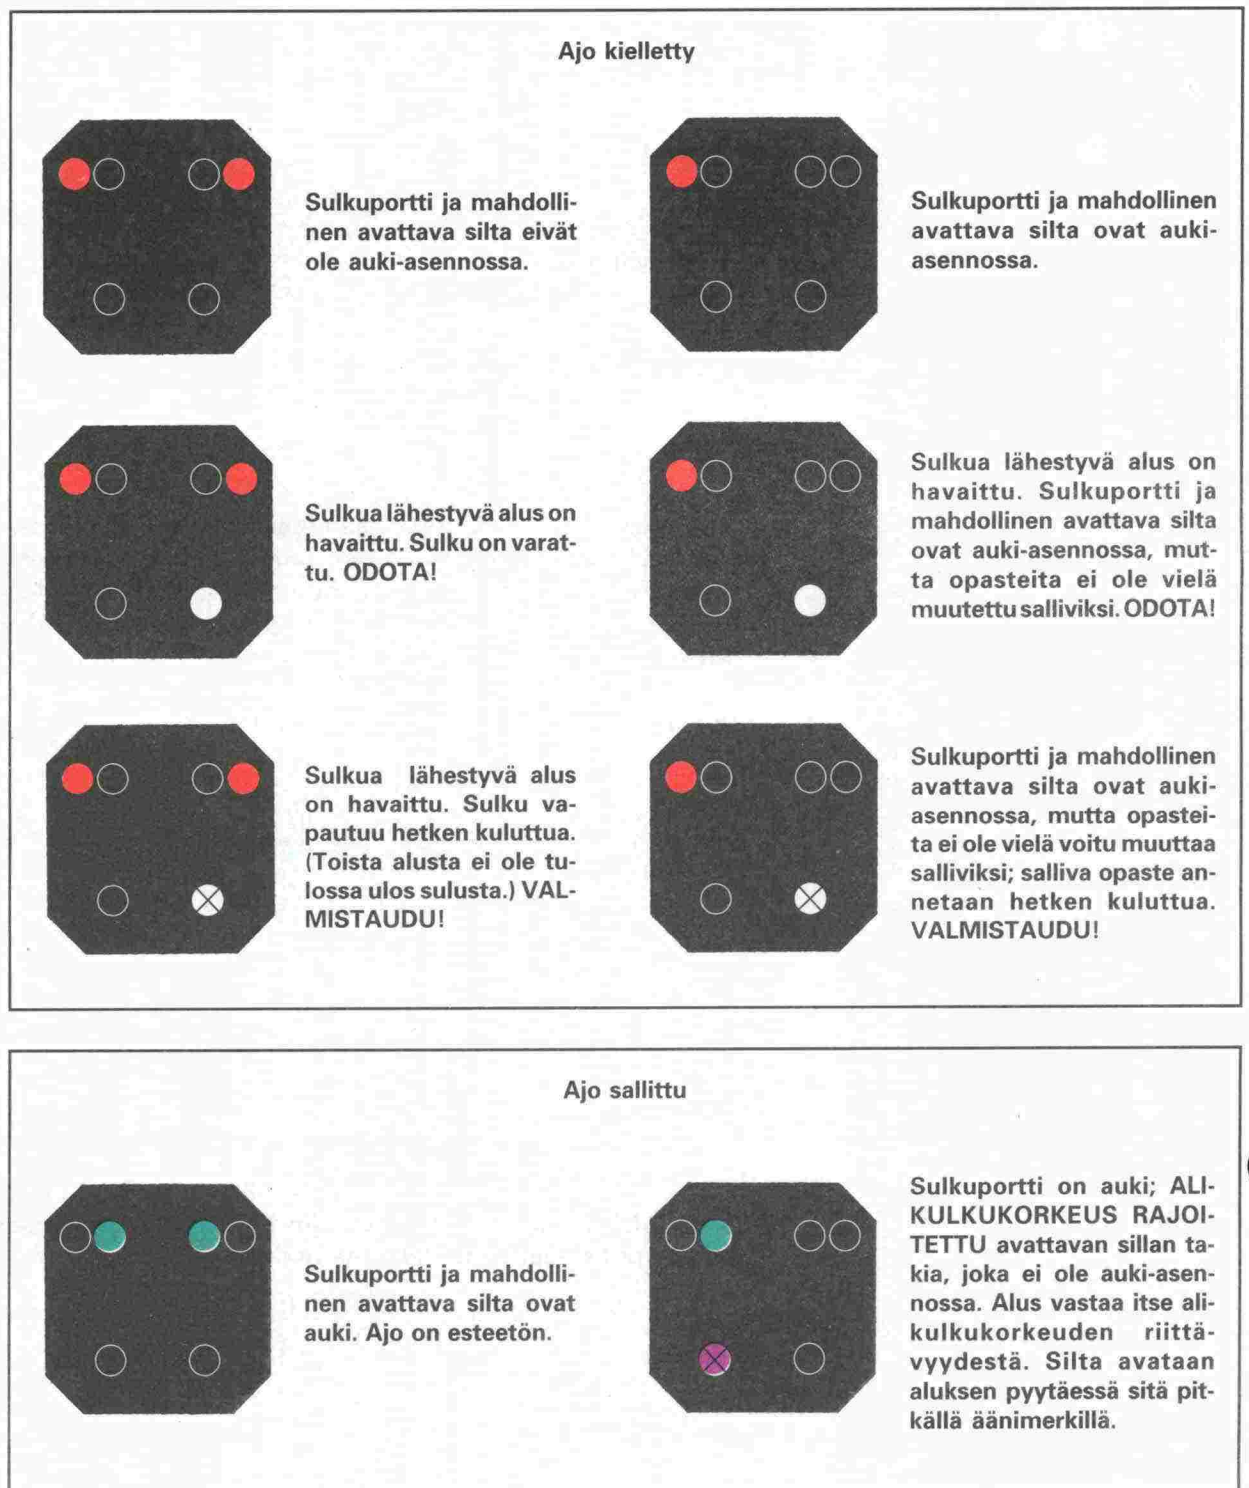 Ajo kielletty
Sulkuportti ja mahdolli-
nen avattava silta eivät
ole auki-asennossa.
Sulkuportti ja mahdollinen
avattava silta ovat auki-
asennossa.
Sulkua lähestyvä alus on
havaittu. Sulku on varat-
tu. ODOTA!
Sulkua lähestyvä alus on
havaittu. Sulkuportti ja
mahdollinen avattava silta
ovat auki-asennossa, mut-
ta opasteita ei ole vielä
muutettu salliviksi. ODOTA!
Sulkua lähestyvä alus
on havaittu. Sulku va-
pautuu hetken kuluttua.
(Toista alusta ei ole tu-
lossa ulos sulusta.) VAL-
MISTAUDU!
Sulkuportti ja mahdollinen
avattava silta ovat auki-
asennossa, mutta opastei-
ta ei ole vielä voitu muuttaa
salliviksi; salliva opaste an-
netaan hetken kuluttua.
VALMISTAUDU!
Ajo sallittu
Sulkuportti ja mahdolli-
nen avattava silta ovat
auki. Ajo on esteetön.
Sulkuportti on auki; ALI-
KULKUKORKEUS RAJOI-
TETTU avattavan sillan ta-
kia, joka ei ole auki-asen-
nossa. Alus vastaa itse ali-
kulkukorkeuden riittä-
vyydestä. Silta avataan
aluksen pyytäessä sitä pit-
källä äänimerkillä.